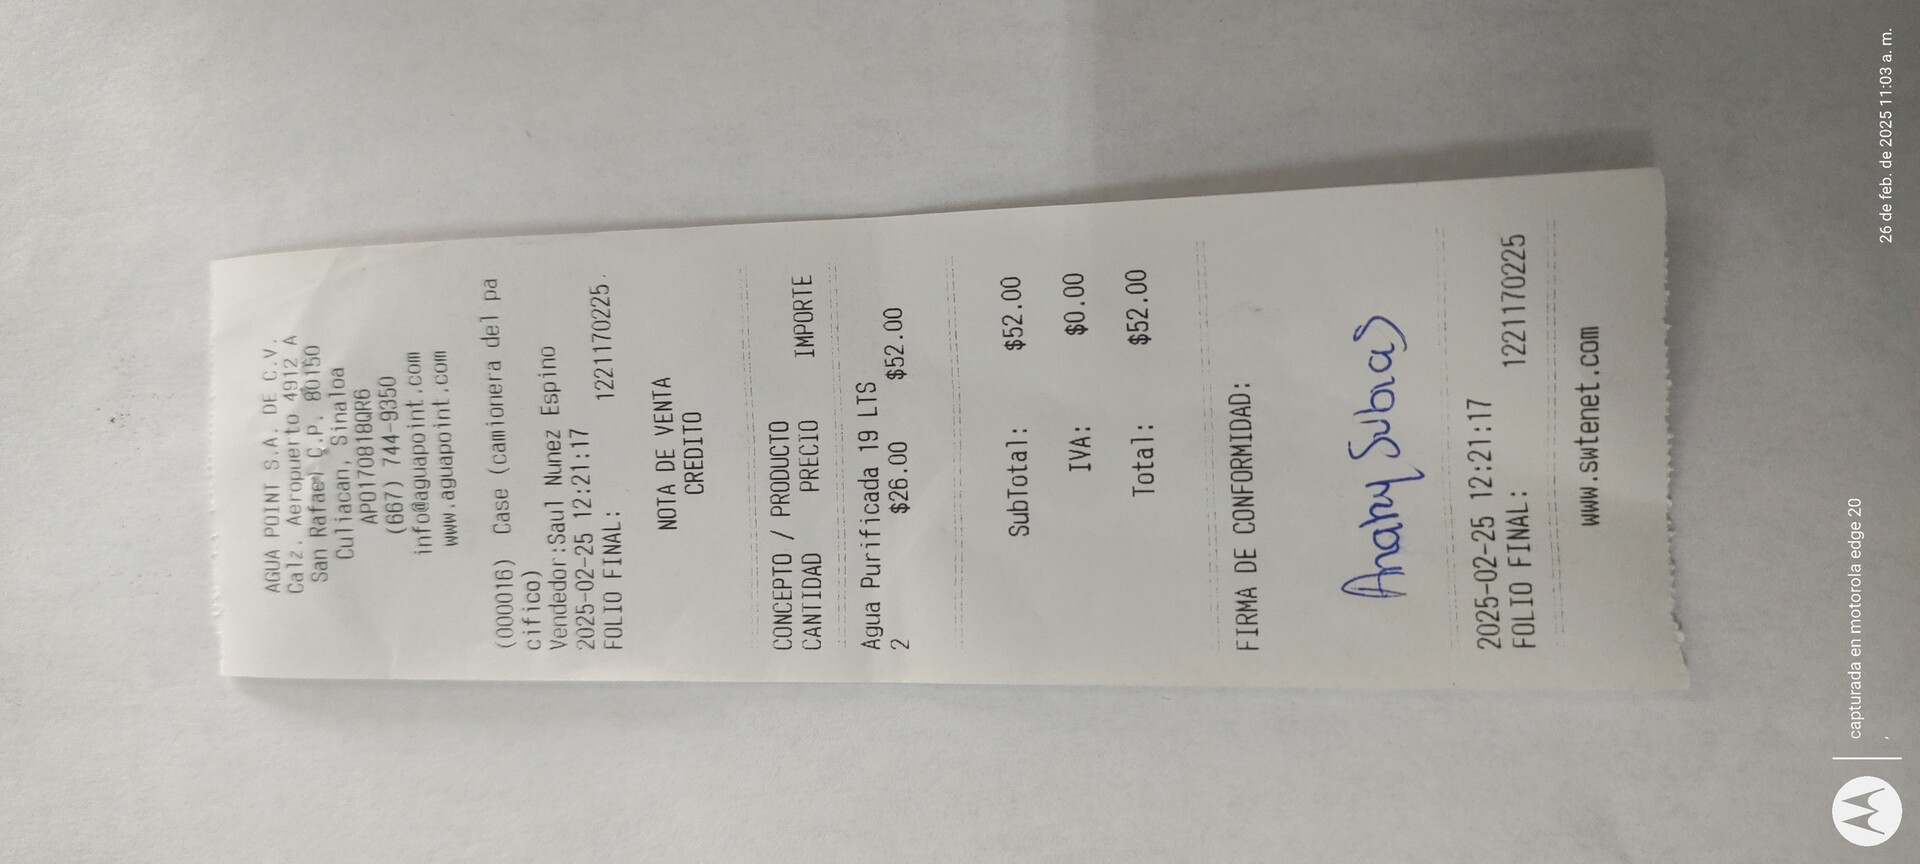 AGUA POINT S.A. DE C.V.
Calz. Aeropuerto 4912 A
San Rafael C.P. 80150
Culiacan, Sinaloa
APO170818QR6
(667) 744-9350
info@aguapoint.com
www.aguapoint.com
(000016) Case (camionera del pa
cifico)
Vendedor:Saul Nunez Espino
2025-02-25 12:21:17
FOLIO FINAL: 1221170225.
NOTA DE VENTA
CREDITO
CONCEPTO / PRODUCTO
CANTIDAD PRECIO IMPORTE
Agua Purificada 19 LTS
2 $26.00 $52.00
SubTotal: $52.00
IVA: $0.00
Total: $52.00
FIRMA DE CONFORMIDAD:
Anahy Subias
2025-02-25 12:21:17
FOLIO FINAL: 1221170225
www.swtenet.com
capturada en motorola edge 20
26 de feb. de 2025 11:03 a. m.